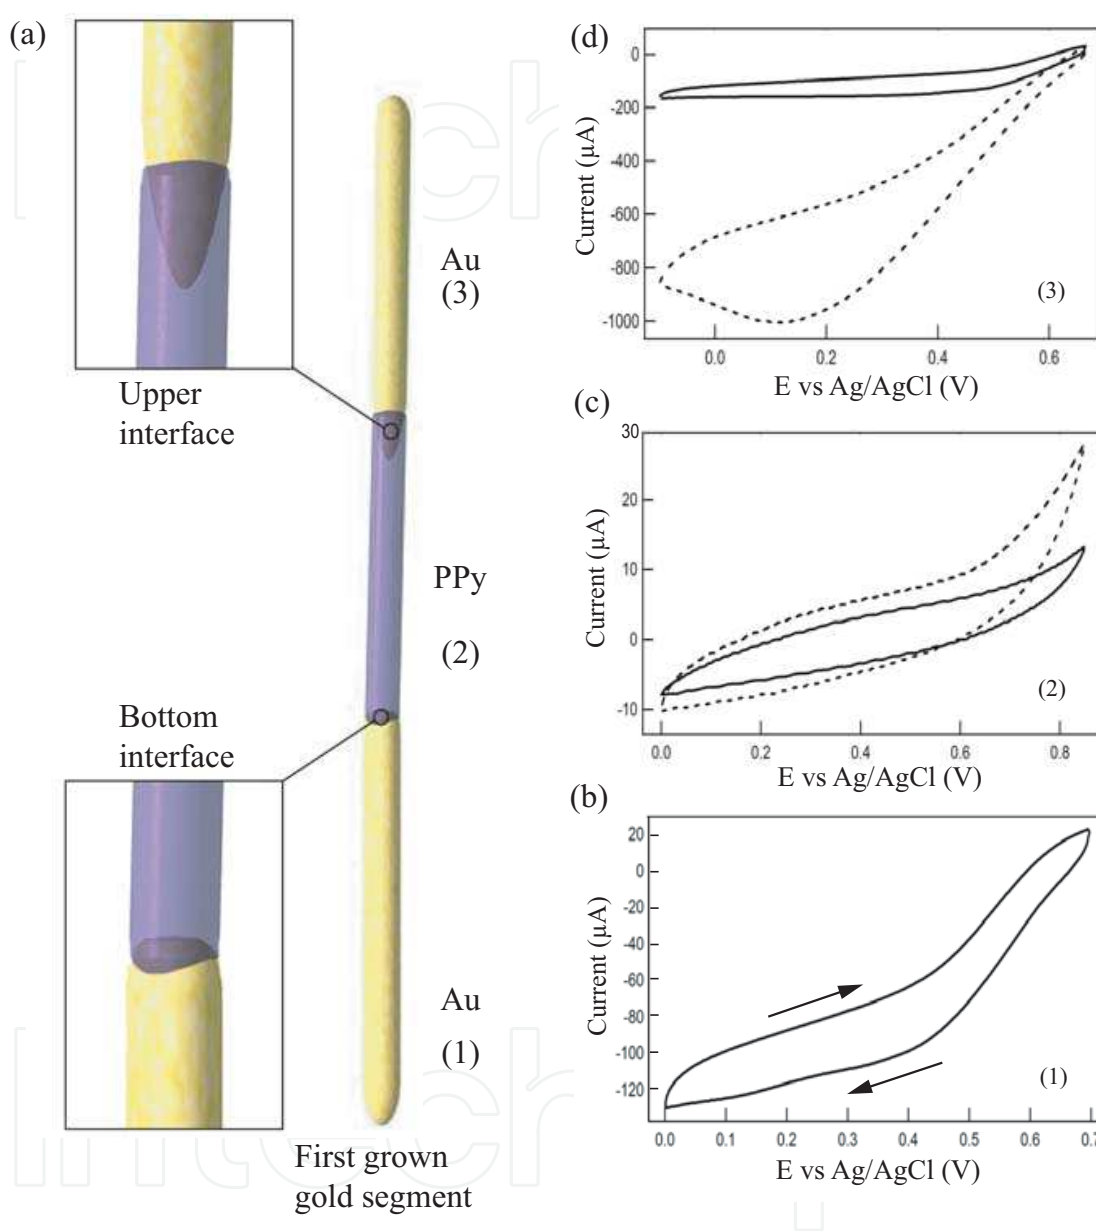 (a)
Au
(3)
Upper
interface
PPy
(2)
Bottom
interface
Au
(1)
First grown
gold segment
(d)
0
-200
-400
-600
-800
-1000
Current (µA)
(3)
0.0 0.2 0.4 0.6
E vs Ag/AgCl (V)
(c)
30
20
10
0
-10
Current (µA)
(2)
0.0 0.2 0.4 0.6 0.8
E vs Ag/AgCl (V)
(b)
20
0
-20
-40
-60
-80
-100
-120
Current (µA)
(1)
0.0 0.1 0.2 0.3 0.4 0.5 0.6 0.7
E vs Ag/AgCl (V)